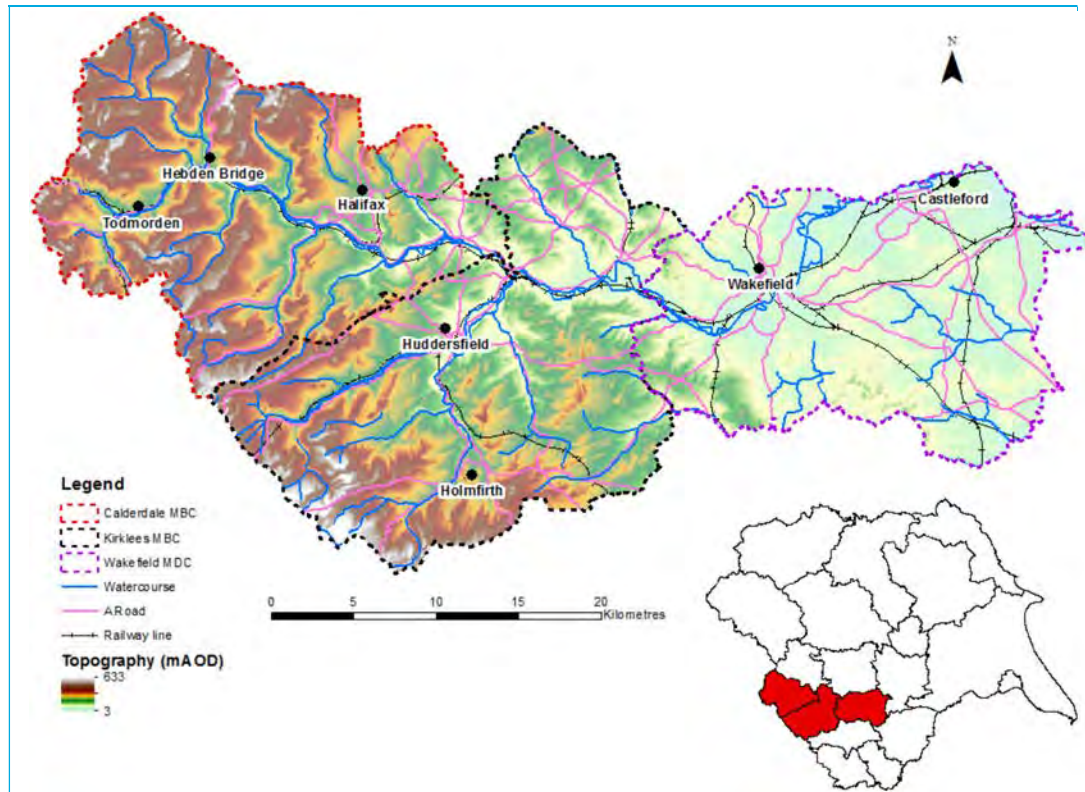 N
Hebden Bridge
Todmorden
Halifax
Castleford
Wakefield
Huddersfield
Holmfirth
Legend
Calderdale MBC
Kirklees MBC
Wakefield MDC
Watercourse
A Road
Railway line
Topography (mAOD)
633
3
0 5 10 15 20
Kilometres